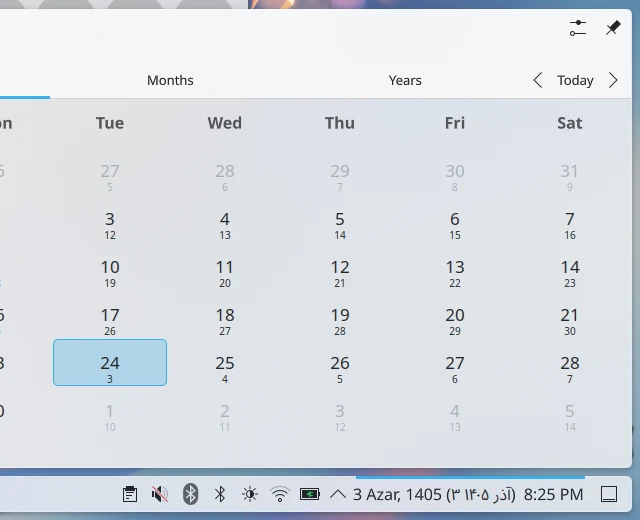 Months Years Today
Tue Wed Thu Fri Sat
27 28 29 30 31
5 6 7 8 9
3 4 5 6 7
12 13 14 15 16
10 11 12 13 14
19 20 21 22 23
17 18 19 20 21
26 27 28 29 30
24 25 26 27 28
3 4 5 6 7
1 2 3 4 5
10 11 12 13 14
3 Azar, 1405 (۳ آذر ۱۴۰۵) 8:25 PM